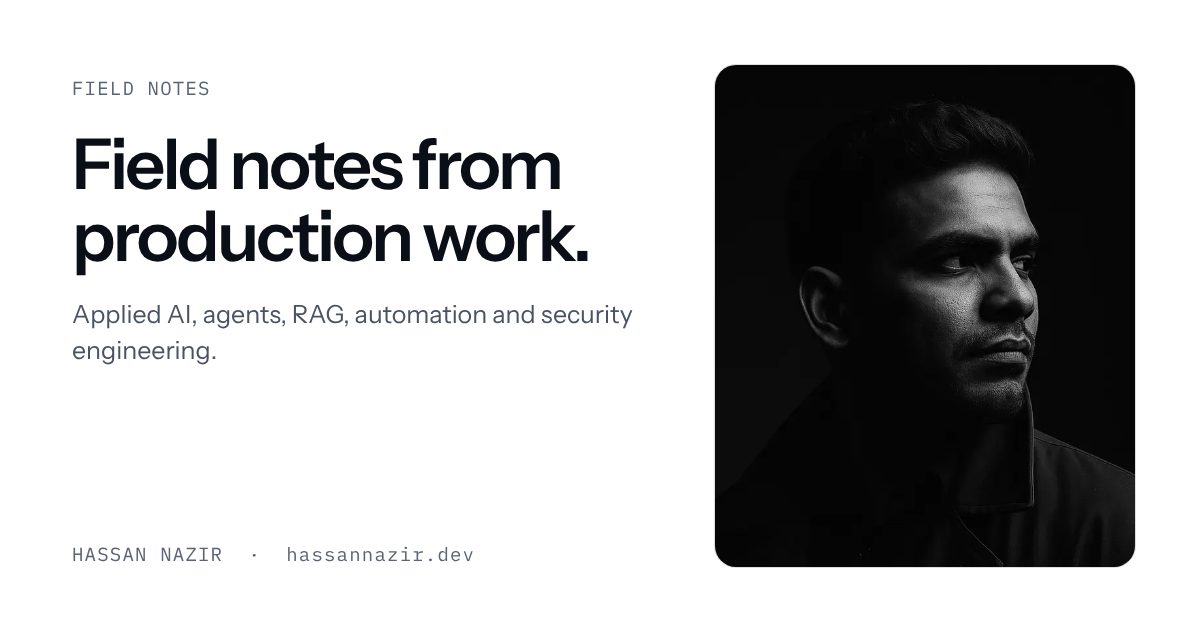 FIELD NOTES
Field notes from
production work.
Applied AI, agents, RAG, automation and security
engineering.
HASSAN NAZIR · hassannazir.dev